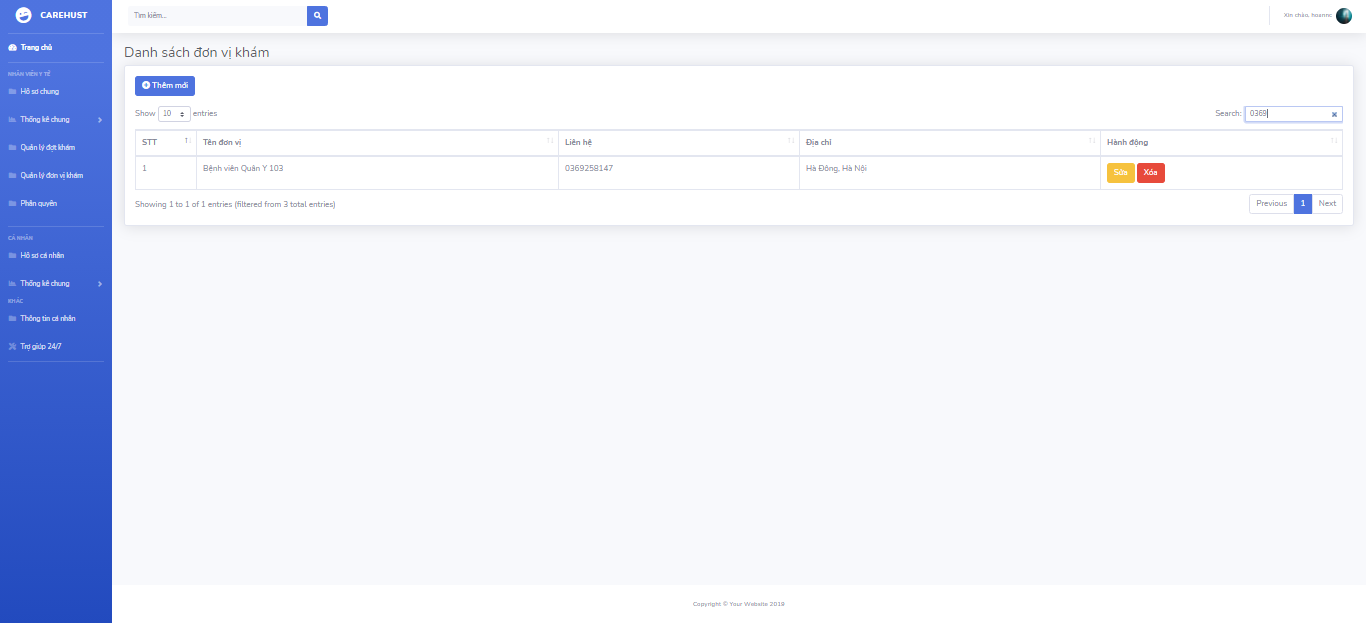 CAREHUST
Tìm kiếm...
Xin chào, hoannc
Trang chủ
NHÂN VIÊN Y TẾ
Hồ sơ chung
Thống kê chung
Quản lý đợt khám
Quản lý đơn vị khám
Phân quyền
CÁ NHÂN
Hồ sơ cá nhân
Thống kê chung
KHÁC
Thông tin cá nhân
Trợ giúp 24/7
Danh sách đơn vị khám
Thêm mới
Show 10 entries
Search: 0369
STT Tên đơn vị Liên hệ Địa chỉ Hành động
1 Bệnh viên Quân Y 103 0369258147 Hà Đông, Hà Nội Sửa Xóa
Showing 1 to 1 of 1 entries (filtered from 3 total entries)
Previous 1 Next
Copyright © Your Website 2019